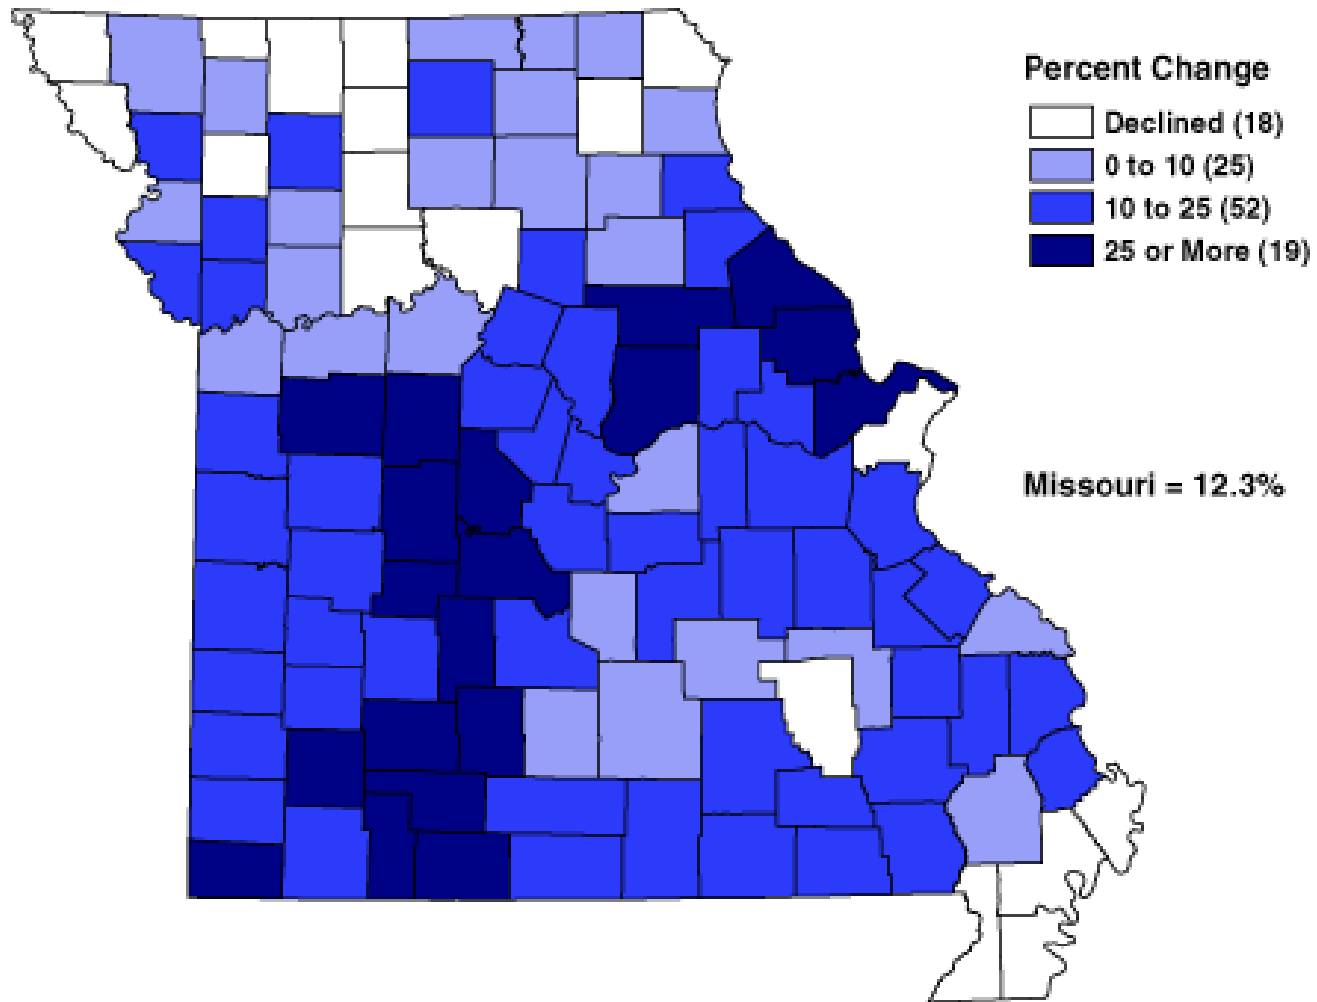 Percent Change
Declined (18)
0 to 10 (25)
10 to 25 (52)
25 or More (19)
Missouri = 12.3%